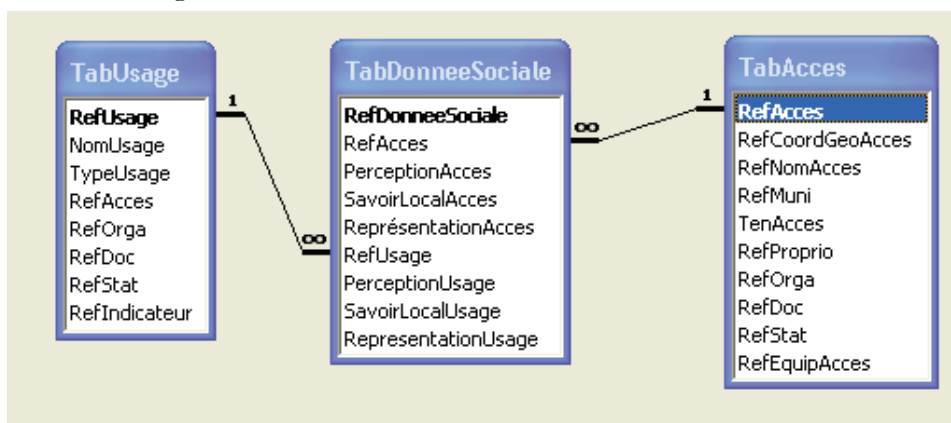 TabUsage
RefUsage
NomUsage
TypeUsage
RefAcces
RefOrga
RefDoc
RefStat
RefIndicateur
1
∞
TabDonneeSociale
RefDonneeSociale
RefAcces
PerceptionAcces
SavoirLocalAcces
ReprésentationAcces
RefUsage
PerceptionUsage
SavoirLocalUsage
RepresentationUsage
∞
1
TabAcces
RefAcces
RefCoordGeoAcces
RefNomAcces
RefMuni
TenAcces
RefProprio
RefOrga
RefDoc
RefStat
RefEquipAcces